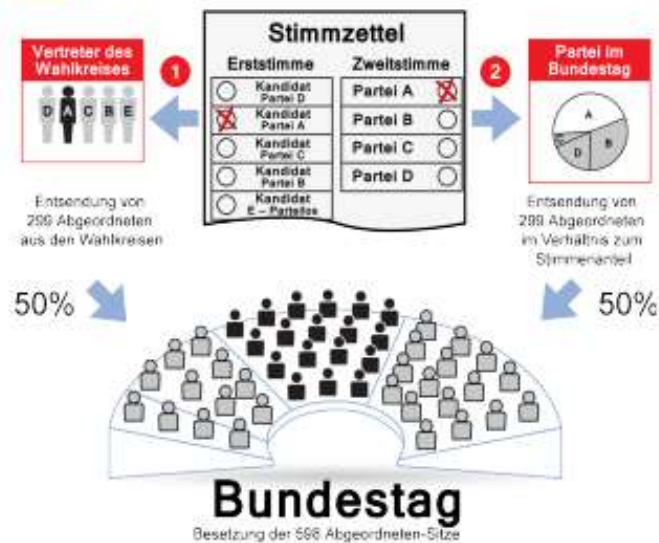 Stimmzettel
Erststimme
Zweitstimme
Kandidat
Partei D
Kandidat
Partei A
Kandidat
Partei C
Kandidat
Partei B
Kandidat
E – Parteilos
Partei A
Partei B
Partei C
Partei D
Vertreter des
Wahlkreises
1
D A C B E
Entsendung von
299 Abgeordneten
aus den Wahlkreisen
50%
2
Partei im
Bundestag
A
B
D
Entsendung von
299 Abgeordneten
im Verhältnis zum
Stimmenanteil
50%
Bundestag
Besetzung der 598 Abgeordneten-Sitze